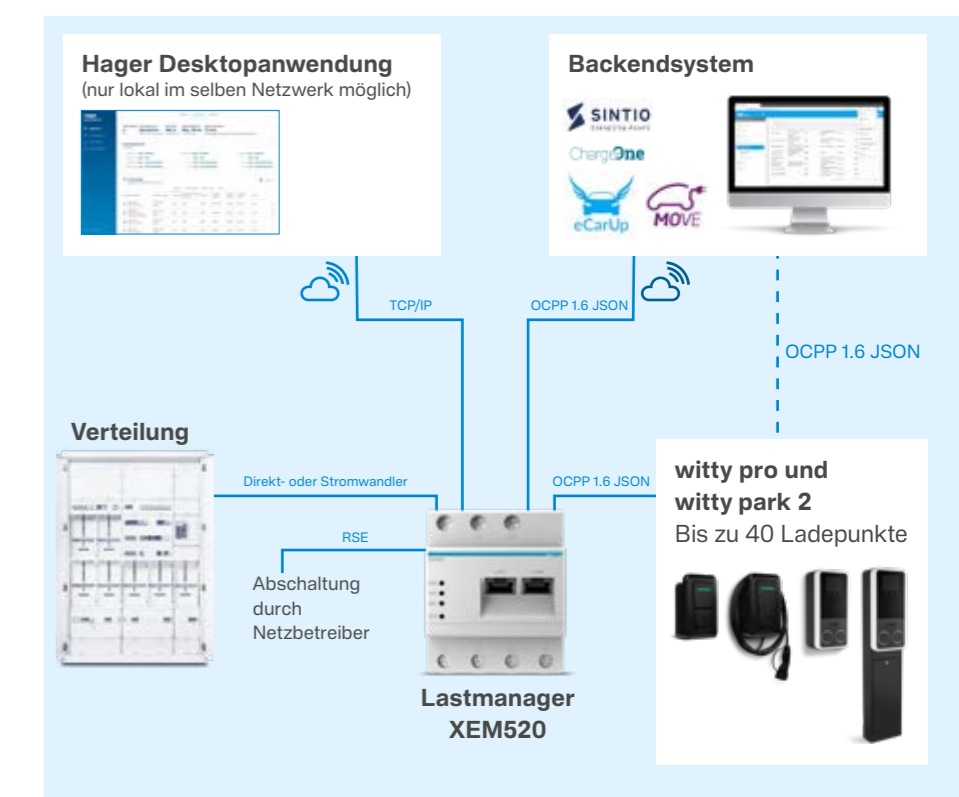 Hager Desktopanwendung
(nur lokal im selben Netzwerk möglich)
Backendsystem
SINTIO
ChargeOne
eCarUp
MOVE
TCP/IP
OCPP 1.6 JSON
OCPP 1.6 JSON
Verteilung
Direkt- oder Stromwandler
OCPP 1.6 JSON
RSE
Abschaltung
durch
Netzbetreiber
Lastmanager
XEM520
witty pro und
witty park 2
Bis zu 40 Ladepunkte